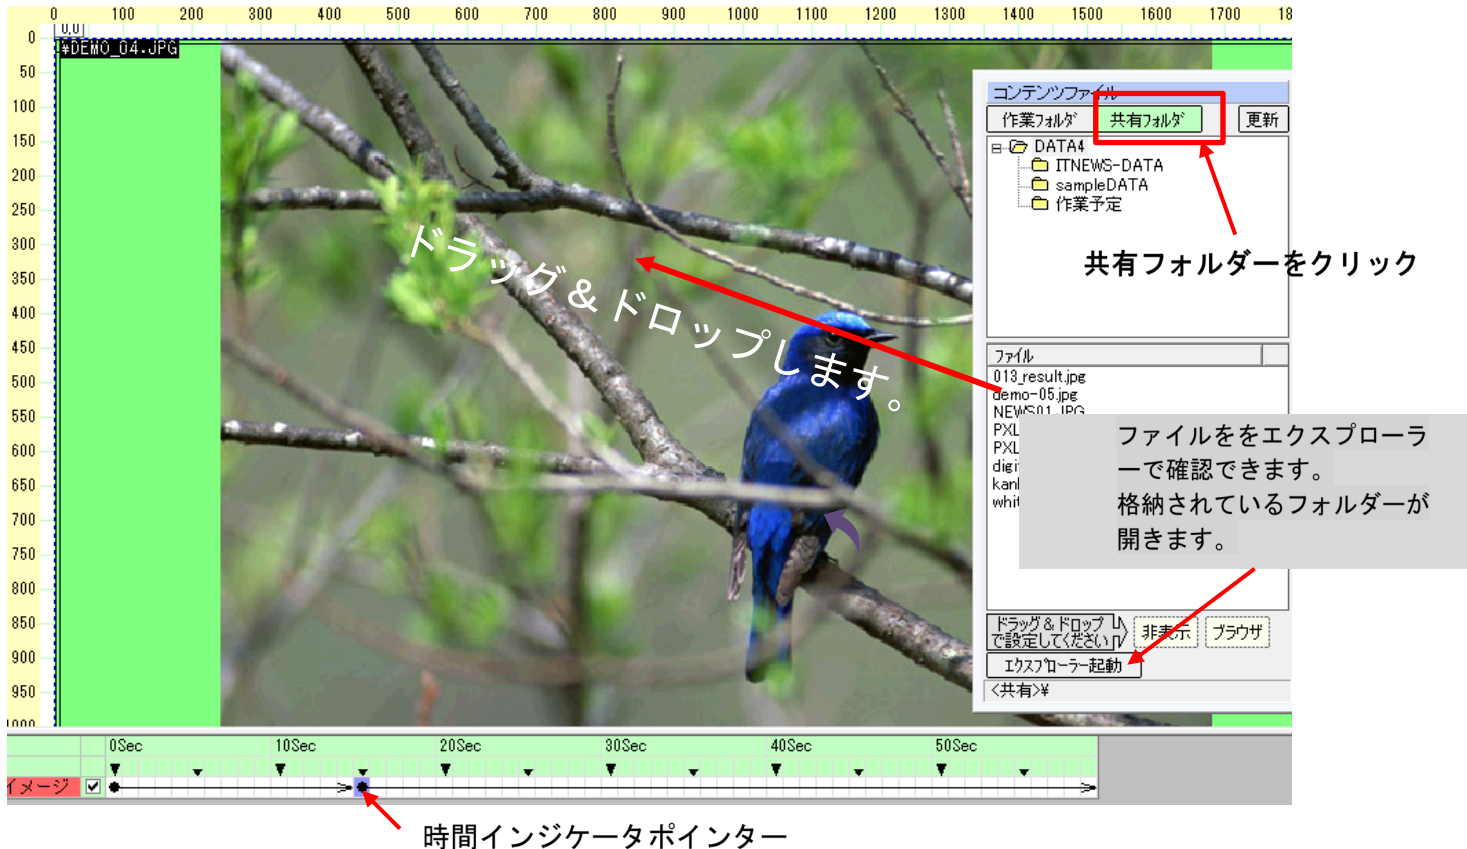 0 100 200 300 400 500 600 700 800 900 1000 1100 1200 1300 1400 1500 1600 1700 18
0,0
0
50
100
150
200
250
300
350
400
450
500
550
600
650
700
750
800
850
900
950
1000
¥DEMO_04.JPG
ドラッグ&ドロップします。
コンテンツファイル
作業フォルダ 共有フォルダ 更新
DATA4
ITNEWS-DATA
sampleDATA
作業予定
共有フォルダーをクリック
ファイル
013_result.jpg
demo-05.jpg
NEWS01.JPG
PXL
PXL
digi
kan
whit
ファイルををエクスプローラ
ーで確認できます。
格納されているフォルダーが
開きます。
ドラッグ&ドロップ
で設定してください
非表示 ブラウザ
エクスプローラー起動
<共有>¥
0Sec 10Sec 20Sec 30Sec 40Sec 50Sec
イメージ
時間インジケータポインター